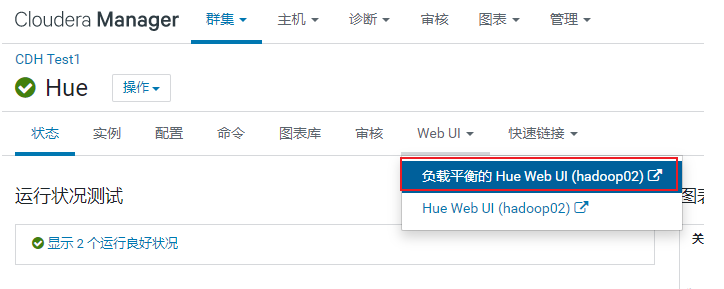 Cloudera Manager 群集 主机 诊断 审核 图表 管理
CDH Test1
Hue 操作
状态 实例 配置 命令 图表库 审核 Web UI 快速链接
负载平衡的 Hue Web UI (hadoop02)
运行状况测试 图表
Hue Web UI (hadoop02)
显示 2 个运行良好状况 关